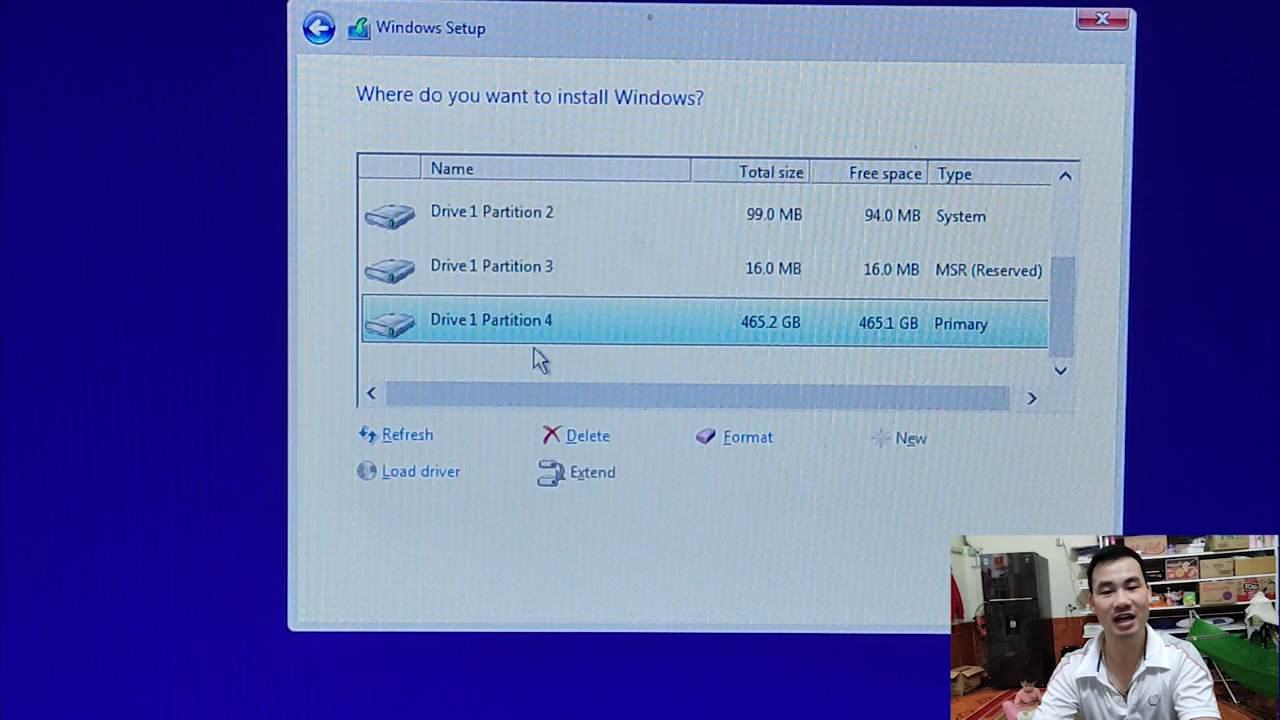 Windows Setup
Where do you want to install Windows?
Name Total size Free space Type
Drive 1 Partition 2 99.0 MB 94.0 MB System
Drive 1 Partition 3 16.0 MB 16.0 MB MSR (Reserved)
Drive 1 Partition 4 465.2 GB 465.1 GB Primary
Refresh Delete Format New
Load driver Extend